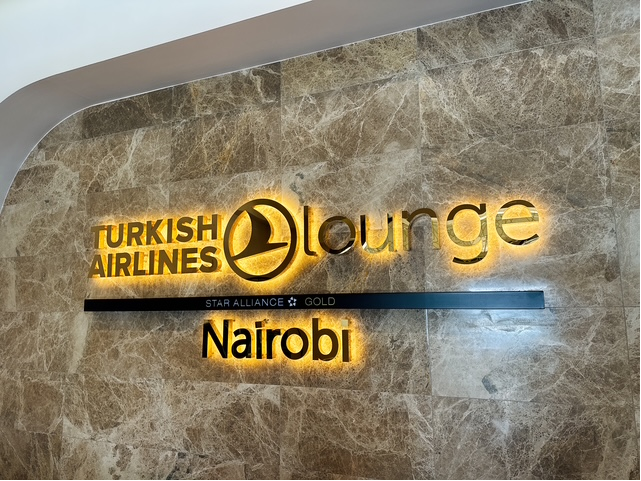 TURKISH AIRLINES lounge
STAR ALLIANCE GOLD
Nairobi